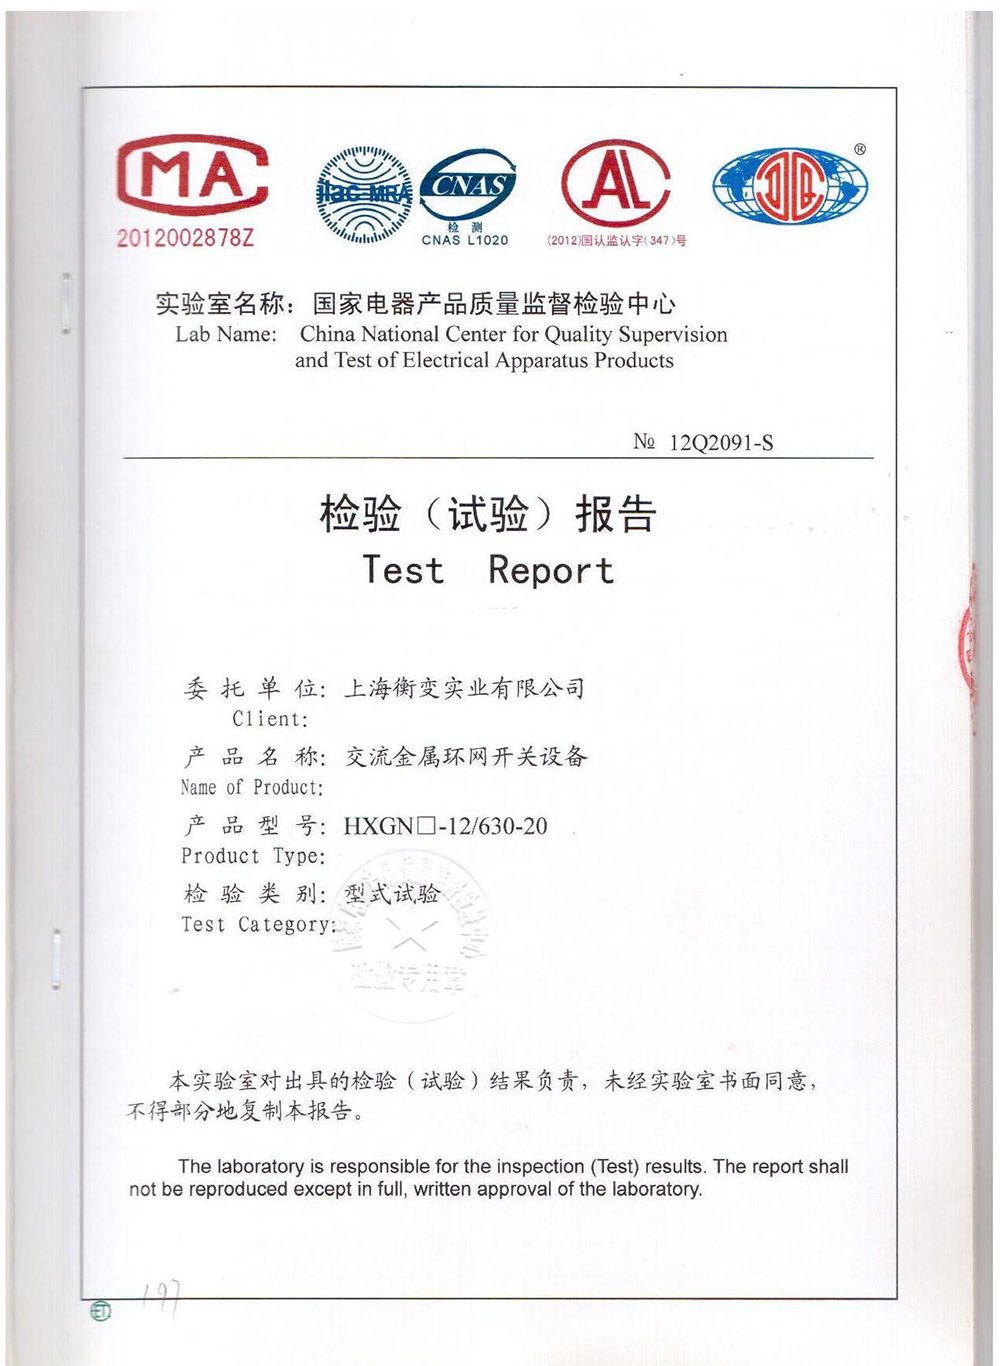 MA
ilac-MRA
CNAS
AL
DQ
®
2012002878Z
检 测
CNAS L1020
(2012)国认监认字(347)号
实验室名称：国家电器产品质量监督检验中心
Lab Name: China National Center for Quality Supervision
and Test of Electrical Apparatus Products
№ 12Q2091-S
检验（试验）报告
Test Report
委托单位：上海衡变实业有限公司
Client:
产品名称：交流金属环网开关设备
Name of Product:
产品型号：HXGN□-12/630-20
Product Type:
检验类别：型式试验
Test Category:
检验专用章
本实验室对出具的检验（试验）结果负责，未经实验室书面同意，
不得部分地复制本报告。
The laboratory is responsible for the inspection (Test) results. The report shall
not be reproduced except in full, written approval of the laboratory.
197